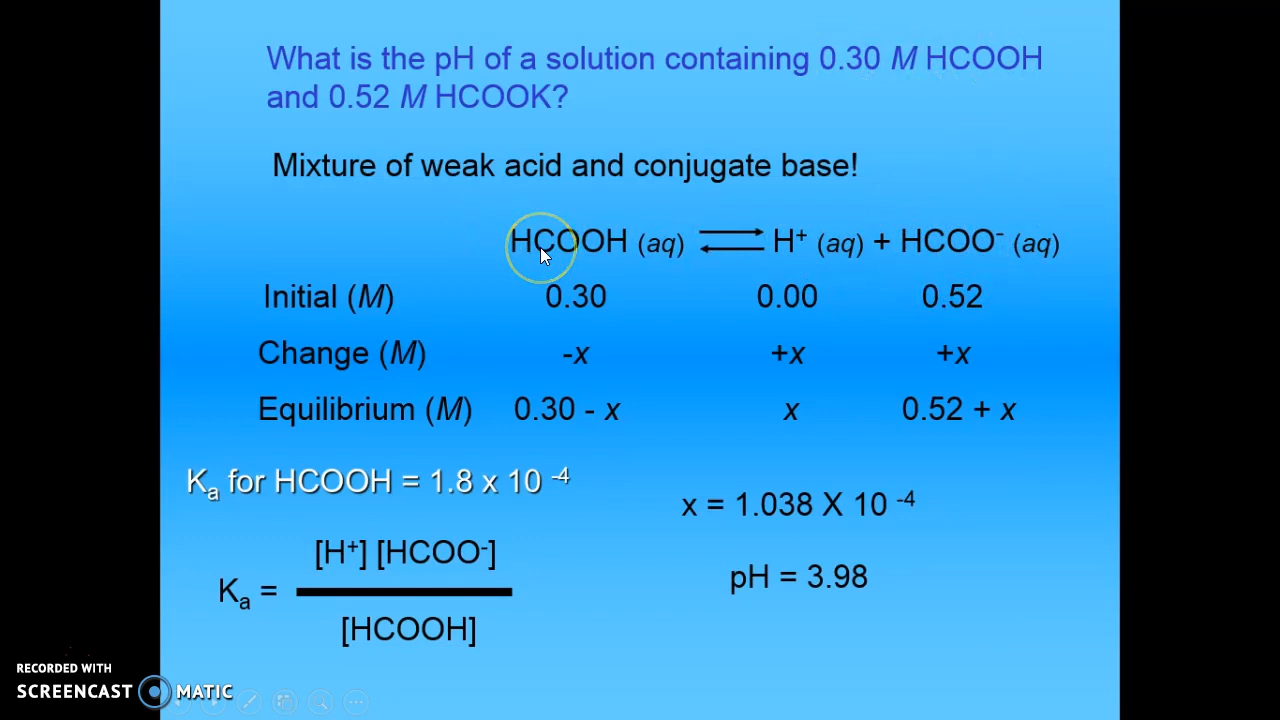 What is the pH of a solution containing 0.30 M HCOOH
and 0.52 M HCOOK?
Mixture of weak acid and conjugate base!
HCOOH (aq) ⇌ H⁺ (aq) + HCOO⁻ (aq)
Initial (M) 0.30 0.00 0.52
Change (M) -x +x +x
Equilibrium (M) 0.30 - x x 0.52 + x
Kₐ for HCOOH = 1.8 x 10 ⁻⁴
x = 1.038 X 10 ⁻⁴
[H⁺] [HCOO⁻]
Kₐ =
[HCOOH]
pH = 3.98
RECORDED WITH
SCREENCAST MATIC